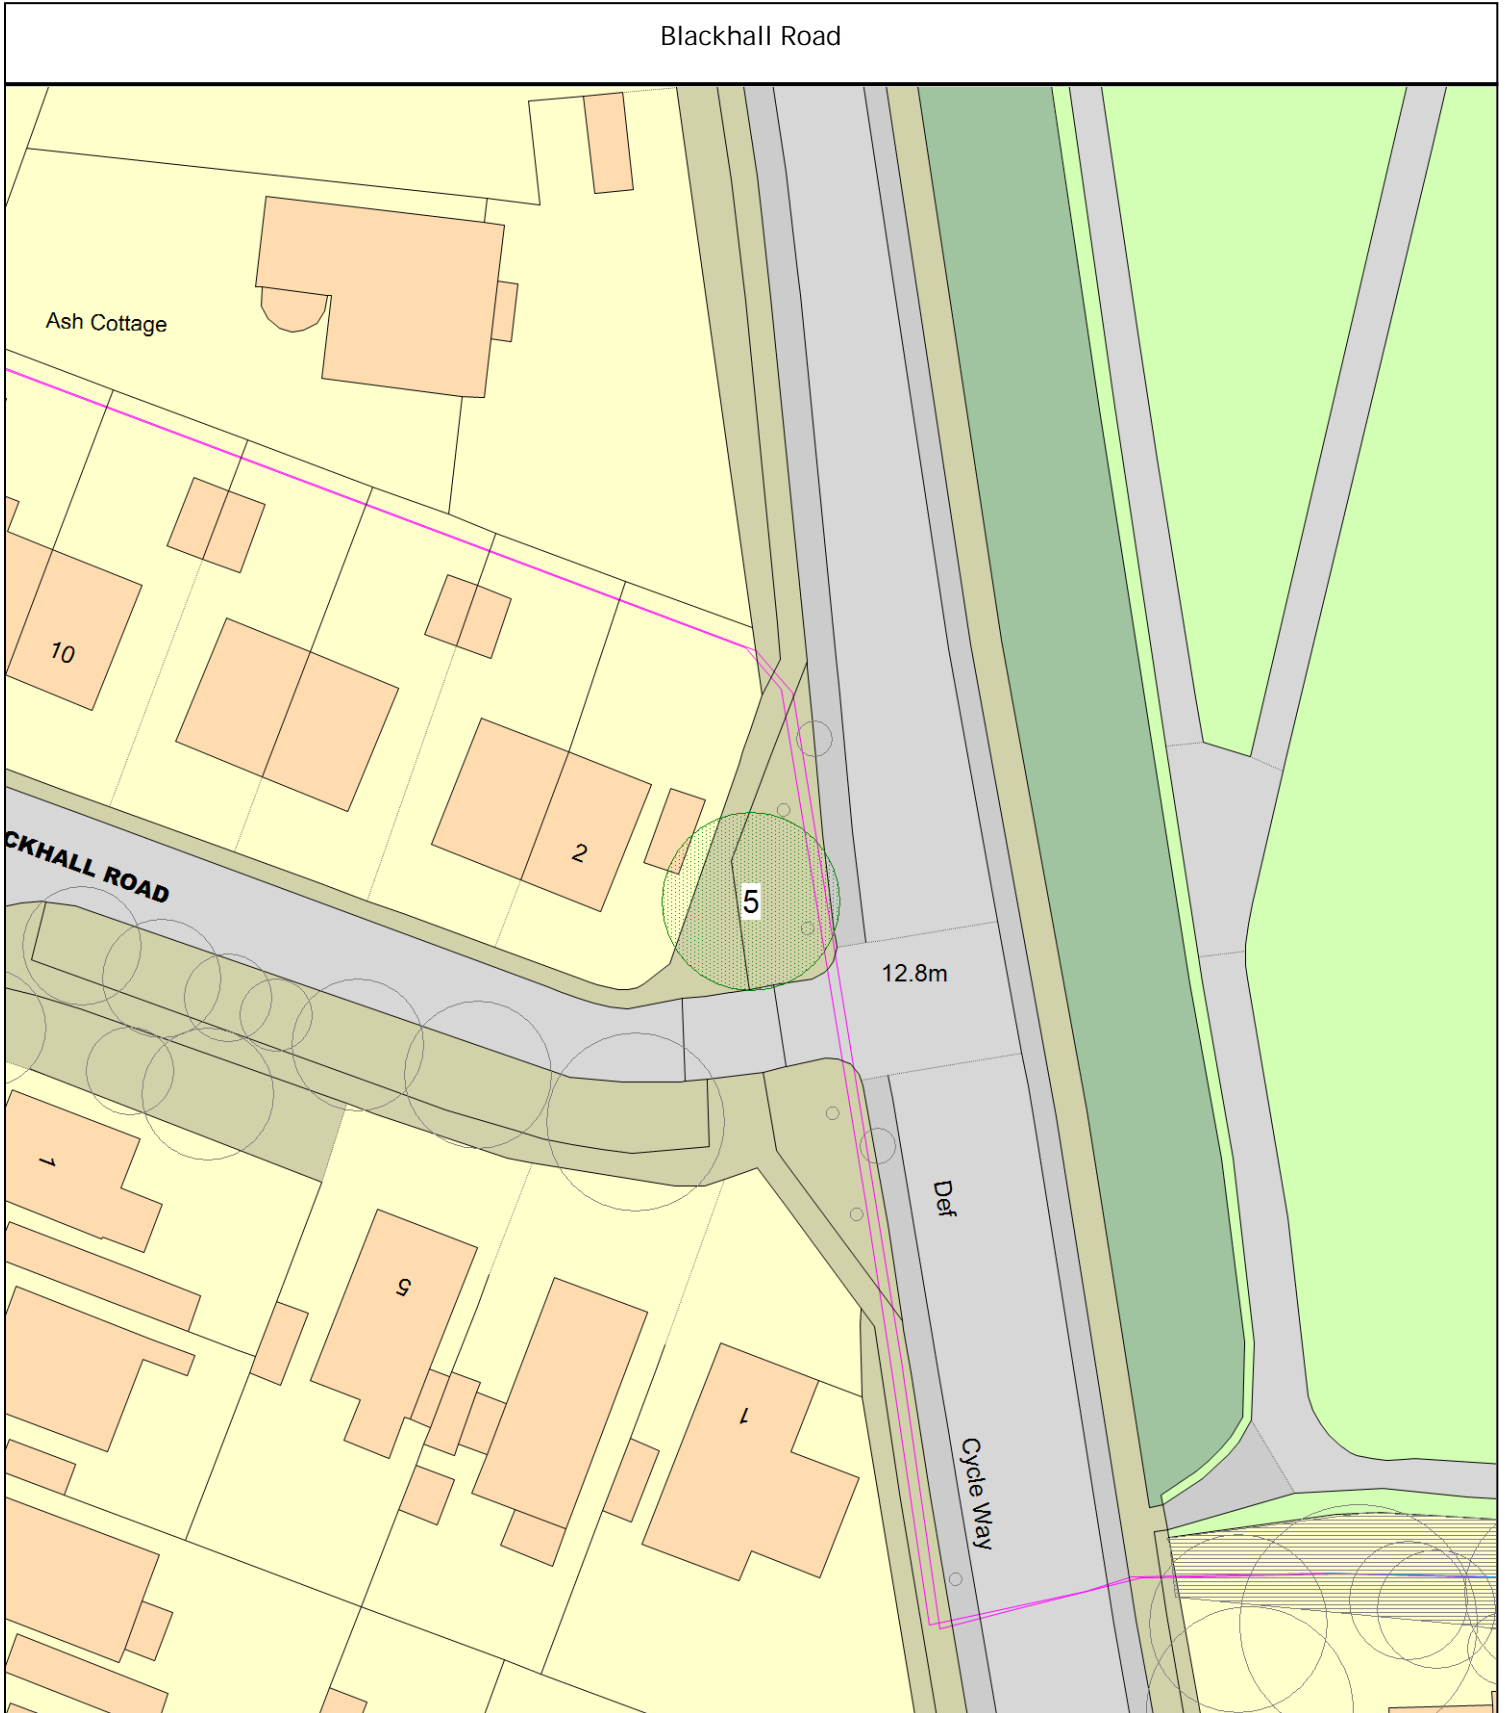 Blackhall Road
Ash Cottage
10
2
CKHALL ROAD
5
12.8m
1
Def
5
1
Cycle Way